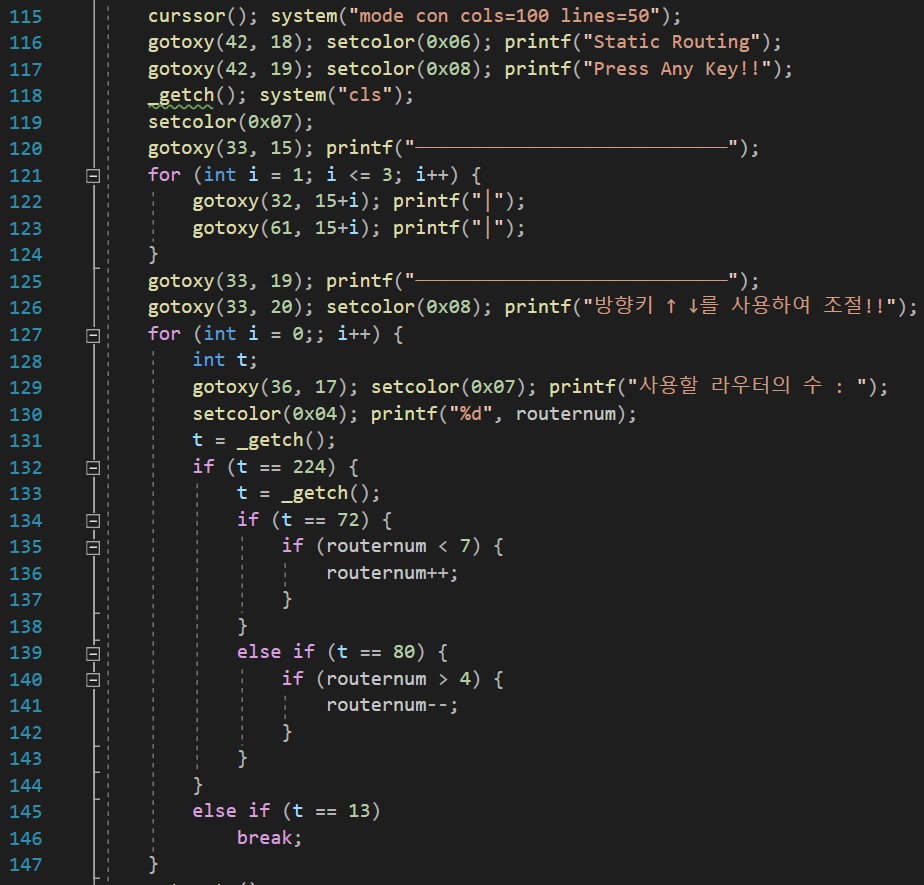 115 curssor(); system("mode con cols=100 lines=50");
116 gotoxy(42, 18); setcolor(0x06); printf("Static Routing");
117 gotoxy(42, 19); setcolor(0x08); printf("Press Any Key!!");
118 _getch(); system("cls");
119 setcolor(0x07);
120 gotoxy(33, 15); printf("────────────────────────────");
121 for (int i = 1; i <= 3; i++) {
122 gotoxy(32, 15+i); printf("│");
123 gotoxy(61, 15+i); printf("│");
124 }
125 gotoxy(33, 19); printf("────────────────────────────");
126 gotoxy(33, 20); setcolor(0x08); printf("방향키 ↑ ↓를 사용하여 조절!!");
127 for (int i = 0;; i++) {
128 int t;
129 gotoxy(36, 17); setcolor(0x07); printf("사용할 라우터의 수 : ");
130 setcolor(0x04); printf("%d", routernum);
131 t = _getch();
132 if (t == 224) {
133 t = _getch();
134 if (t == 72) {
135 if (routernum < 7) {
136 routernum++;
137 }
138 }
139 else if (t == 80) {
140 if (routernum > 4) {
141 routernum--;
142 }
143 }
144 }
145 else if (t == 13)
146 break;
147 }